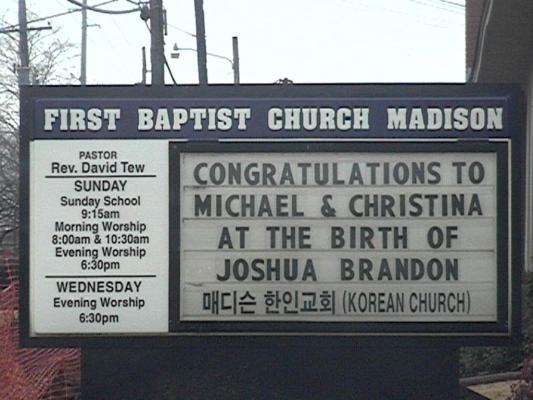 FIRST BAPTIST CHURCH MADISON
PASTOR
Rev. David Tew
SUNDAY
Sunday School
9:15am
Morning Worship
8:00am & 10:30am
Evening Worship
6:30pm
WEDNESDAY
Evening Worship
6:30pm
CONGRATULATIONS TO
MICHAEL & CHRISTINA
AT THE BIRTH OF
JOSHUA BRANDON
매디슨 한인교회 (KOREAN CHURCH)